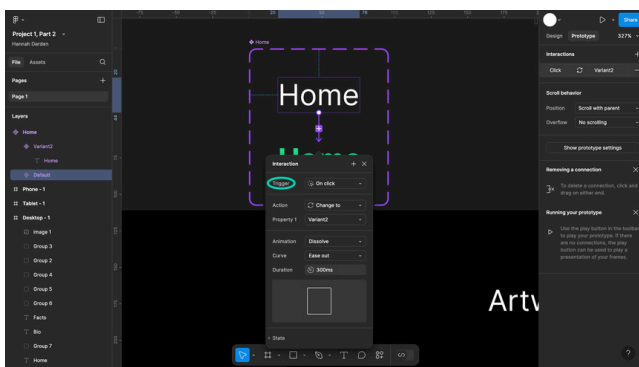 Project 1, Part 2
Hannah Darden
File
Assets
Pages
Page 1
Layers
Home
Variant2
Home
Default
Phone - 1
Tablet - 1
Desktop - 1
Image 1
Group 3
Group 2
Group 4
Group 5
Group 6
Facts
Bio
Group 7
Home
Home
Home
Interaction
Trigger
On click
Action
Change to
Property 1
Variant2
Animation
Dissolve
Curve
Ease out
Duration
300ms
State
Share
Design
Prototype
327%
Interactions
Click
Variant2
Scroll behavior
Position
Scroll with parent
Overflow
No scrolling
Show prototype settings
Removing a connection
To delete a connection, click and
drag on either end.
Running your prototype
Use the play button in the toolbar
to play your prototype. If there
are no connections, the play
button can be used to play a
presentation of your frames.
?